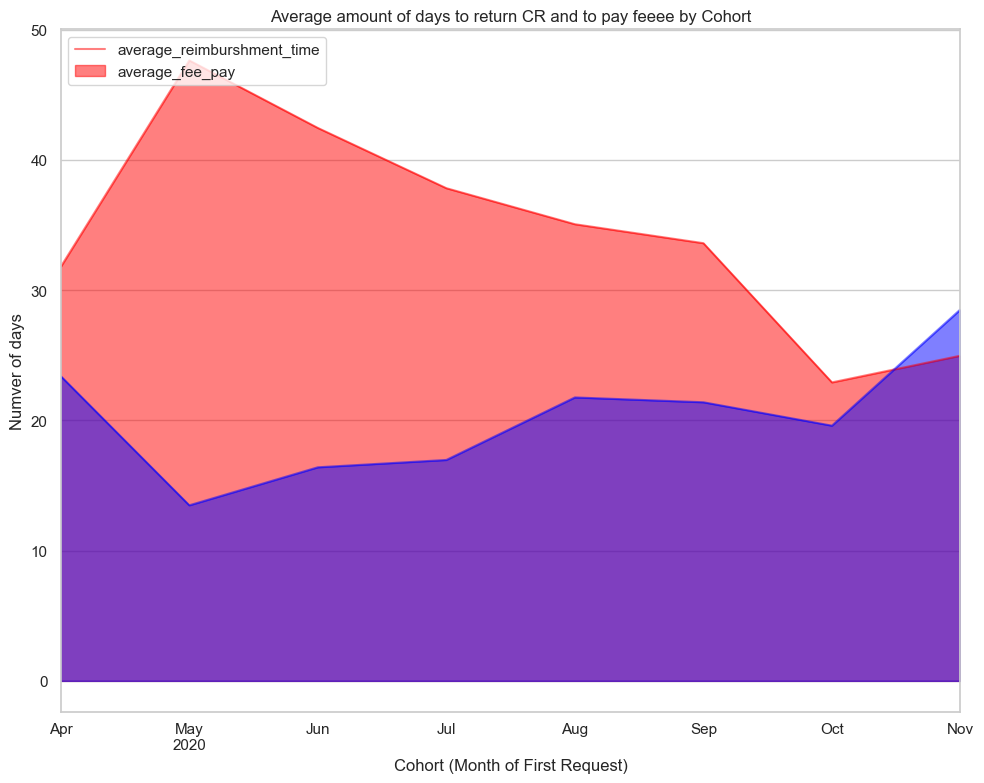 Average amount of days to return CR and to pay feeee by Cohort
average_reimburshment_time
average_fee_pay
50
40
30
20
10
0
Numver of days
Apr
May
2020
Jun
Jul
Aug
Sep
Oct
Nov
Cohort (Month of First Request)